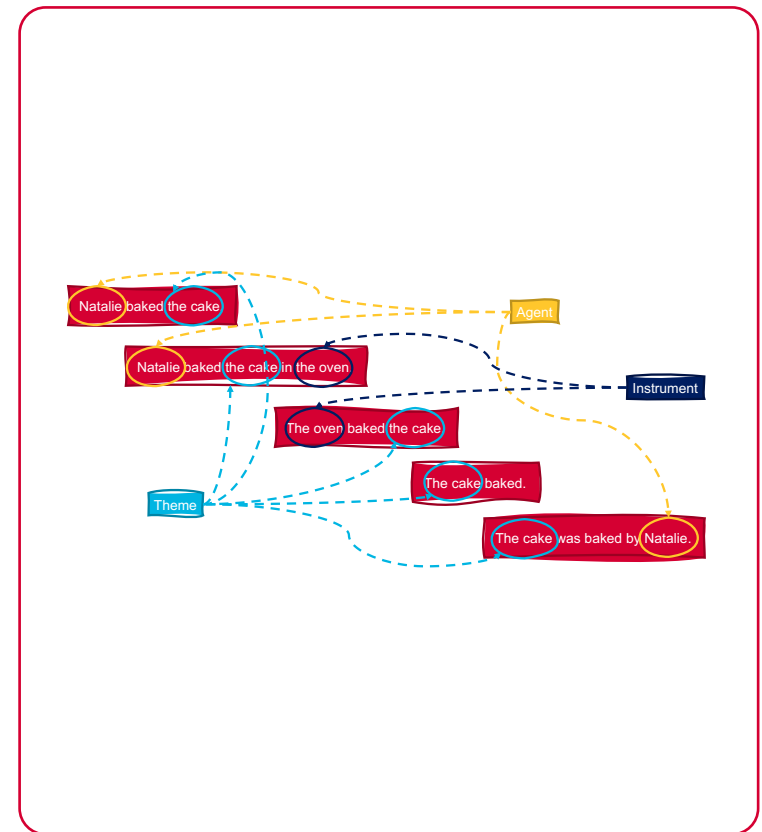 Natalie baked the cake
Agent
Natalie baked the cake in the oven
Instrument
The oven baked the cake
The cake baked.
Theme
The cake was baked by Natalie.